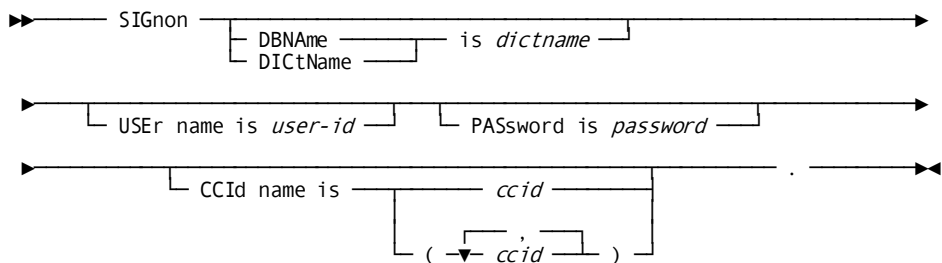 SIGnon
DBNAme is dictname
DICtName
USEr name is user-id PASsword is password
CCId name is ccid .
,
( ccid )